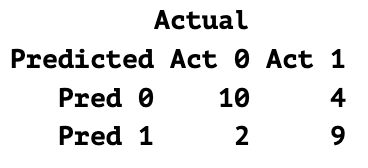 Actual
Predicted Act 0 Act 1
Pred 0 10 4
Pred 1 2 9